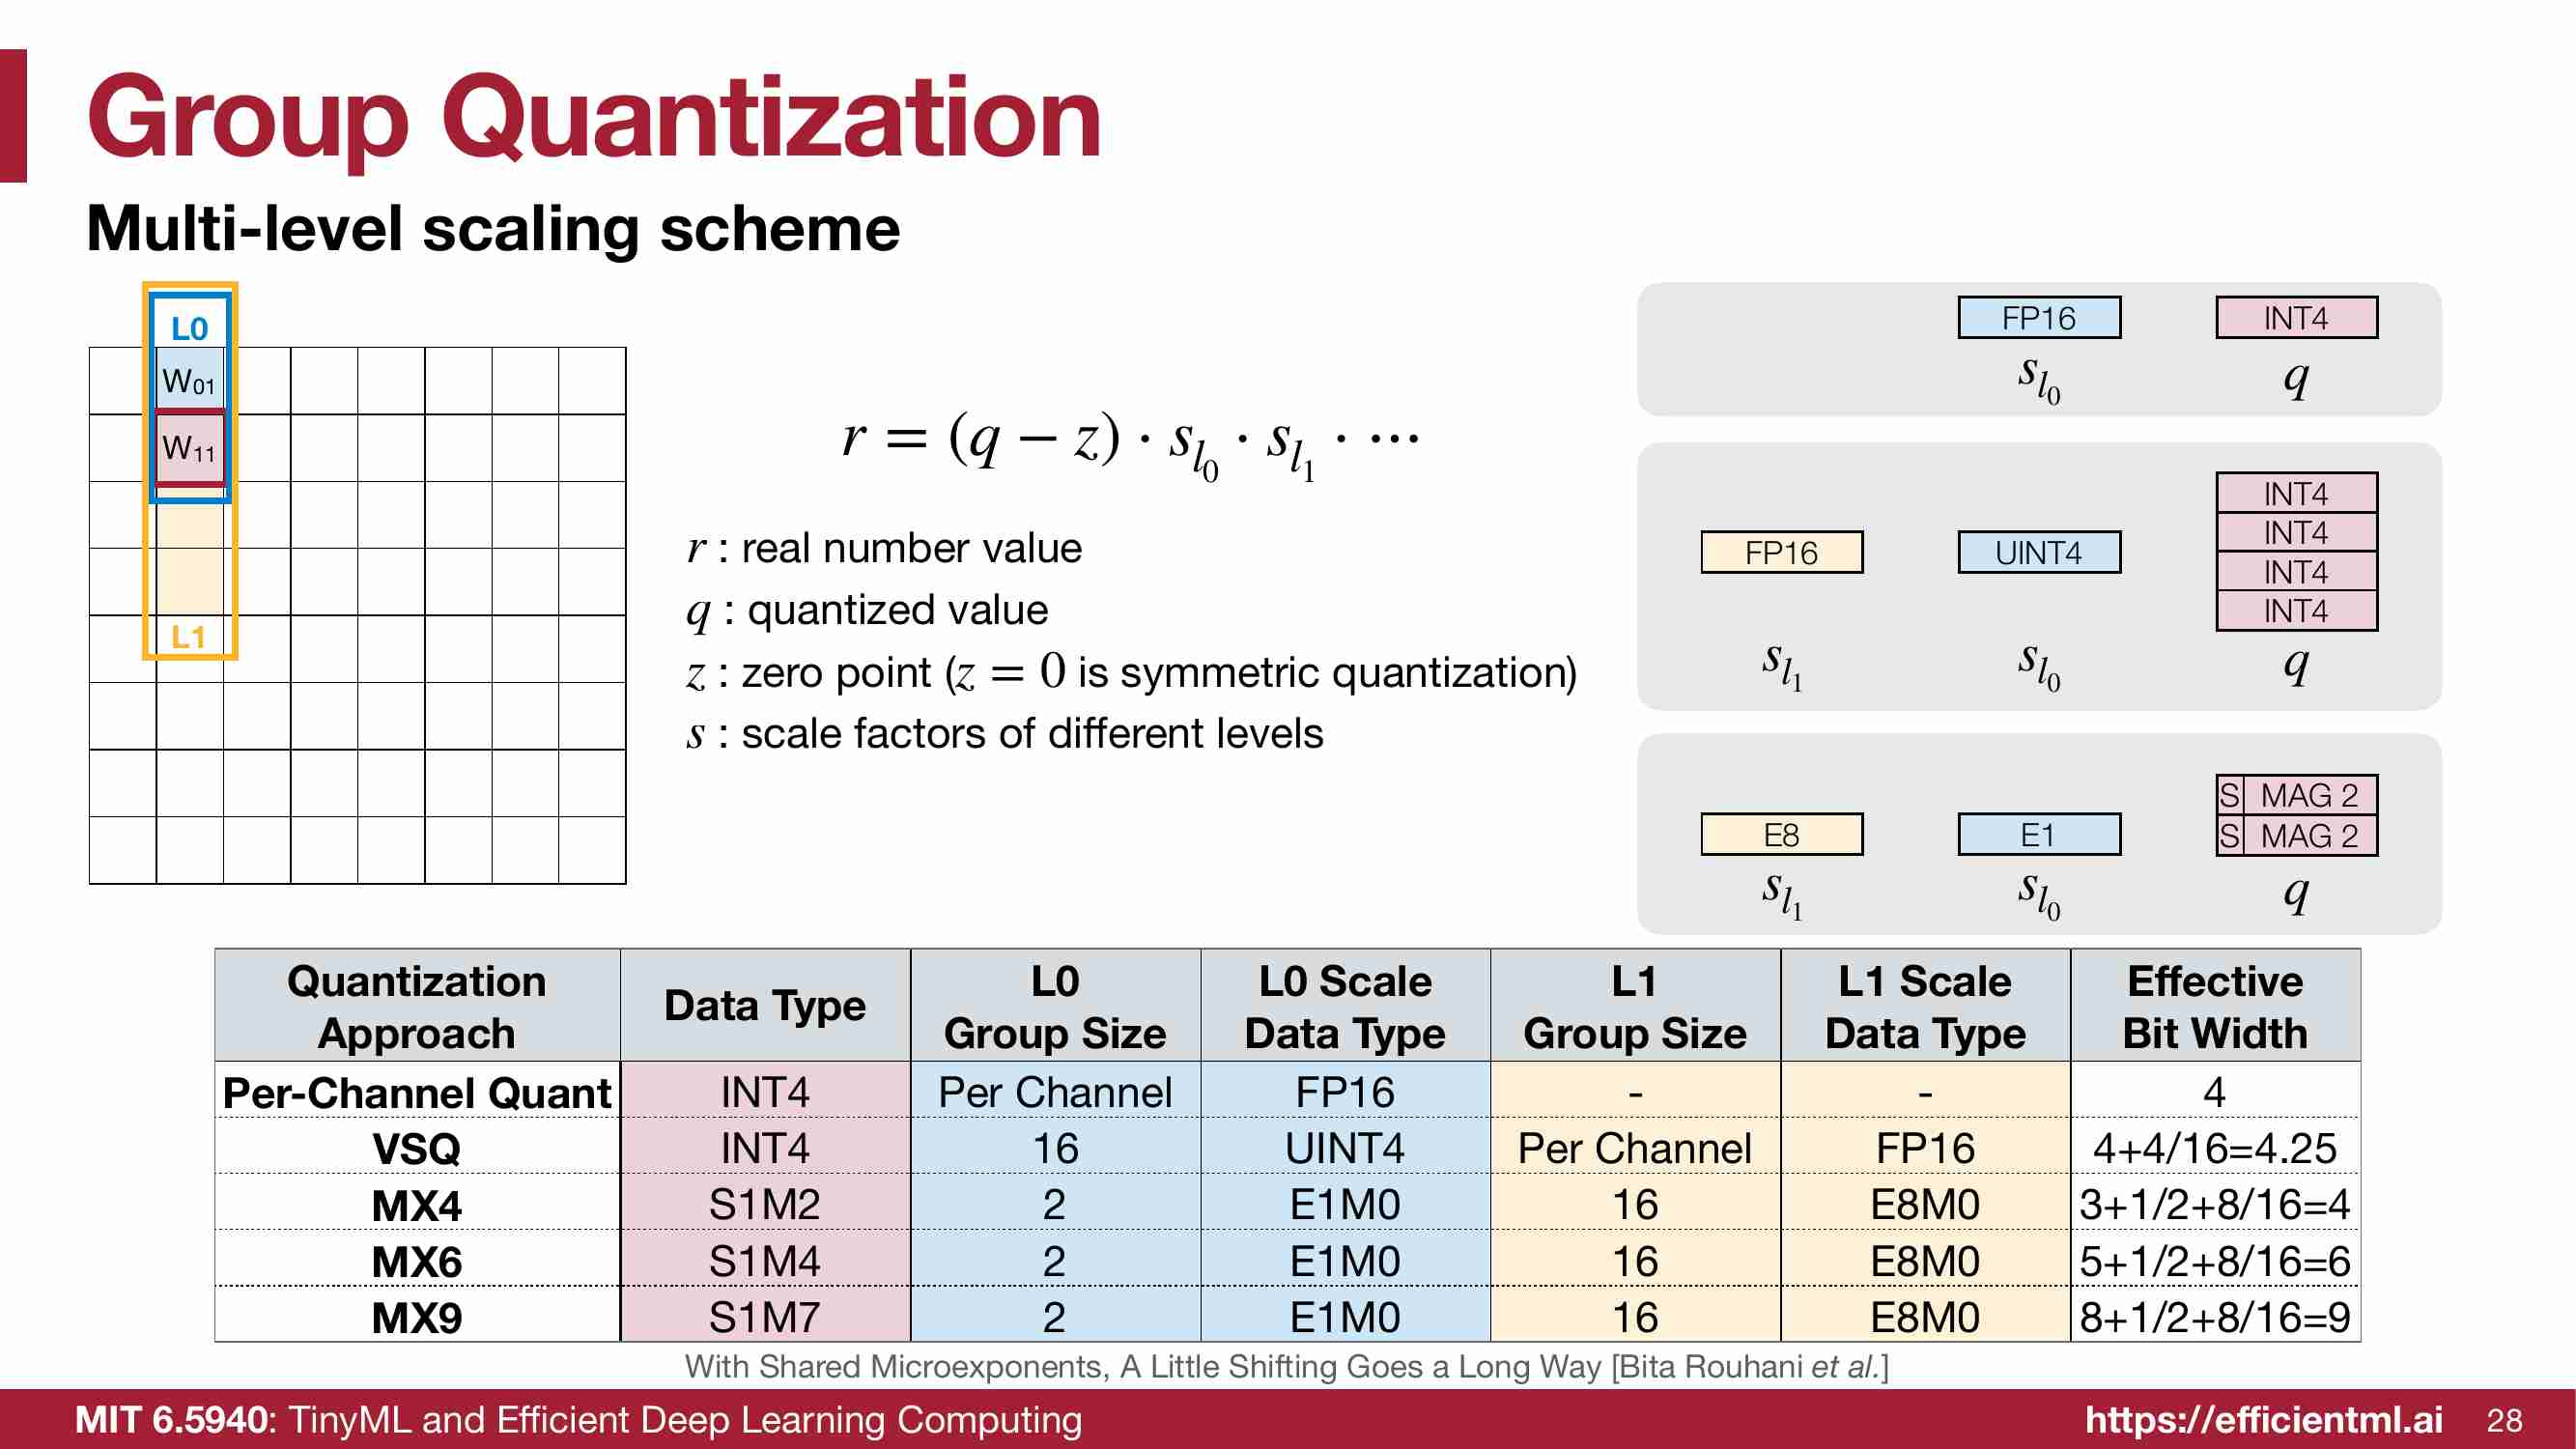 Group Quantization
Multi-level scaling scheme
L0
W₀₁
W₁₁
L1
r = (q − z) · s_{l_0} · s_{l_1} · ⋯
r : real number value
q : quantized value
z : zero point (z = 0 is symmetric quantization)
s : scale factors of different levels
FP16 INT4
s_{l_0} q
INT4
INT4
FP16 UINT4
INT4
INT4
s_{l_1} s_{l_0} q
S MAG 2
E8 E1 S MAG 2
s_{l_1} s_{l_0} q
Quantization Approach | Data Type | L0 Group Size | L0 Scale Data Type | L1 Group Size | L1 Scale Data Type | Effective Bit Width
Per-Channel Quant | INT4 | Per Channel | FP16 | - | - | 4
VSQ | INT4 | 16 | UINT4 | Per Channel | FP16 | 4+4/16=4.25
MX4 | S1M2 | 2 | E1M0 | 16 | E8M0 | 3+1/2+8/16=4
MX6 | S1M4 | 2 | E1M0 | 16 | E8M0 | 5+1/2+8/16=6
MX9 | S1M7 | 2 | E1M0 | 16 | E8M0 | 8+1/2+8/16=9
With Shared Microexponents, A Little Shifting Goes a Long Way [Bita Rouhani et al.]
MIT 6.5940: TinyML and Efficient Deep Learning Computing https://efficientml.ai 28